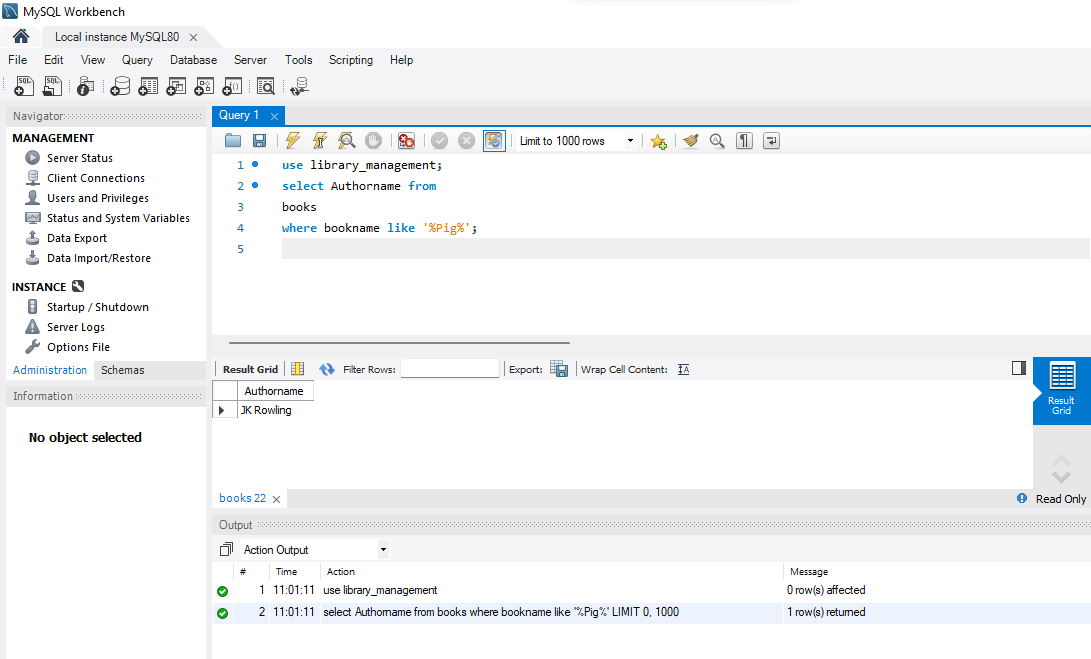 MySQL Workbench
Local instance MySQL80
File Edit View Query Database Server Tools Scripting Help
Navigator
MANAGEMENT
Server Status
Client Connections
Users and Privileges
Status and System Variables
Data Export
Data Import/Restore
INSTANCE
Startup / Shutdown
Server Logs
Options File
Administration Schemas
Information
No object selected
Query 1
Limit to 1000 rows
1 use library_management;
2 select Authorname from
3 books
4 where bookname like '%Pig%';
5
Result Grid Filter Rows: Export: Wrap Cell Content:
Authorname
JK Rowling
Result
Grid
books 22
Read Only
Output
Action Output
# Time Action Message
1 11:01:11 use library_management 0 row(s) affected
2 11:01:11 select Authorname from books where bookname like '%Pig%' LIMIT 0, 1000 1 row(s) returned